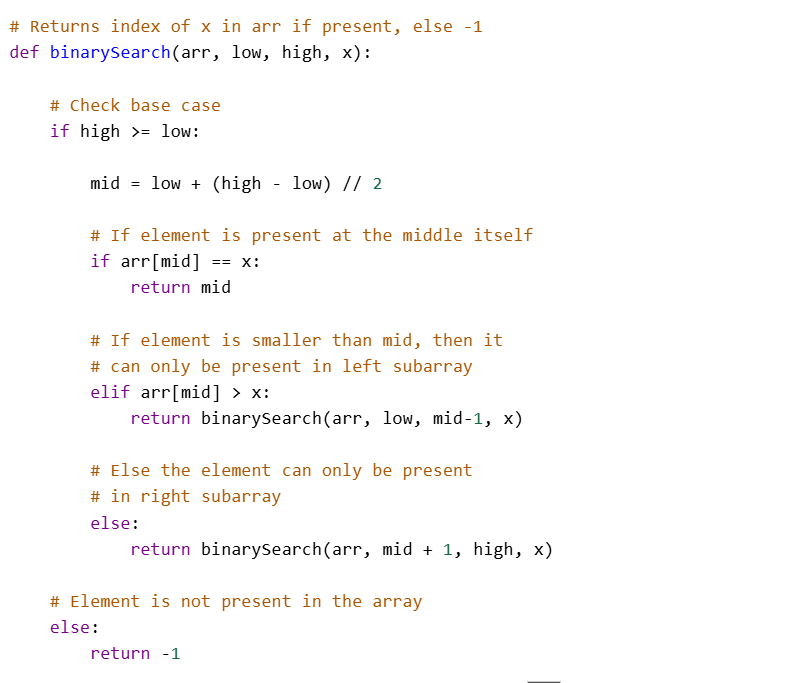 # Returns index of x in arr if present, else -1
def binarySearch(arr, low, high, x):
    # Check base case
    if high >= low:
        mid = low + (high - low) // 2
        # If element is present at the middle itself
        if arr[mid] == x:
            return mid
        # If element is smaller than mid, then it
        # can only be present in left subarray
        elif arr[mid] > x:
            return binarySearch(arr, low, mid-1, x)
        # Else the element can only be present
        # in right subarray
        else:
            return binarySearch(arr, mid + 1, high, x)
    # Element is not present in the array
    else:
        return -1